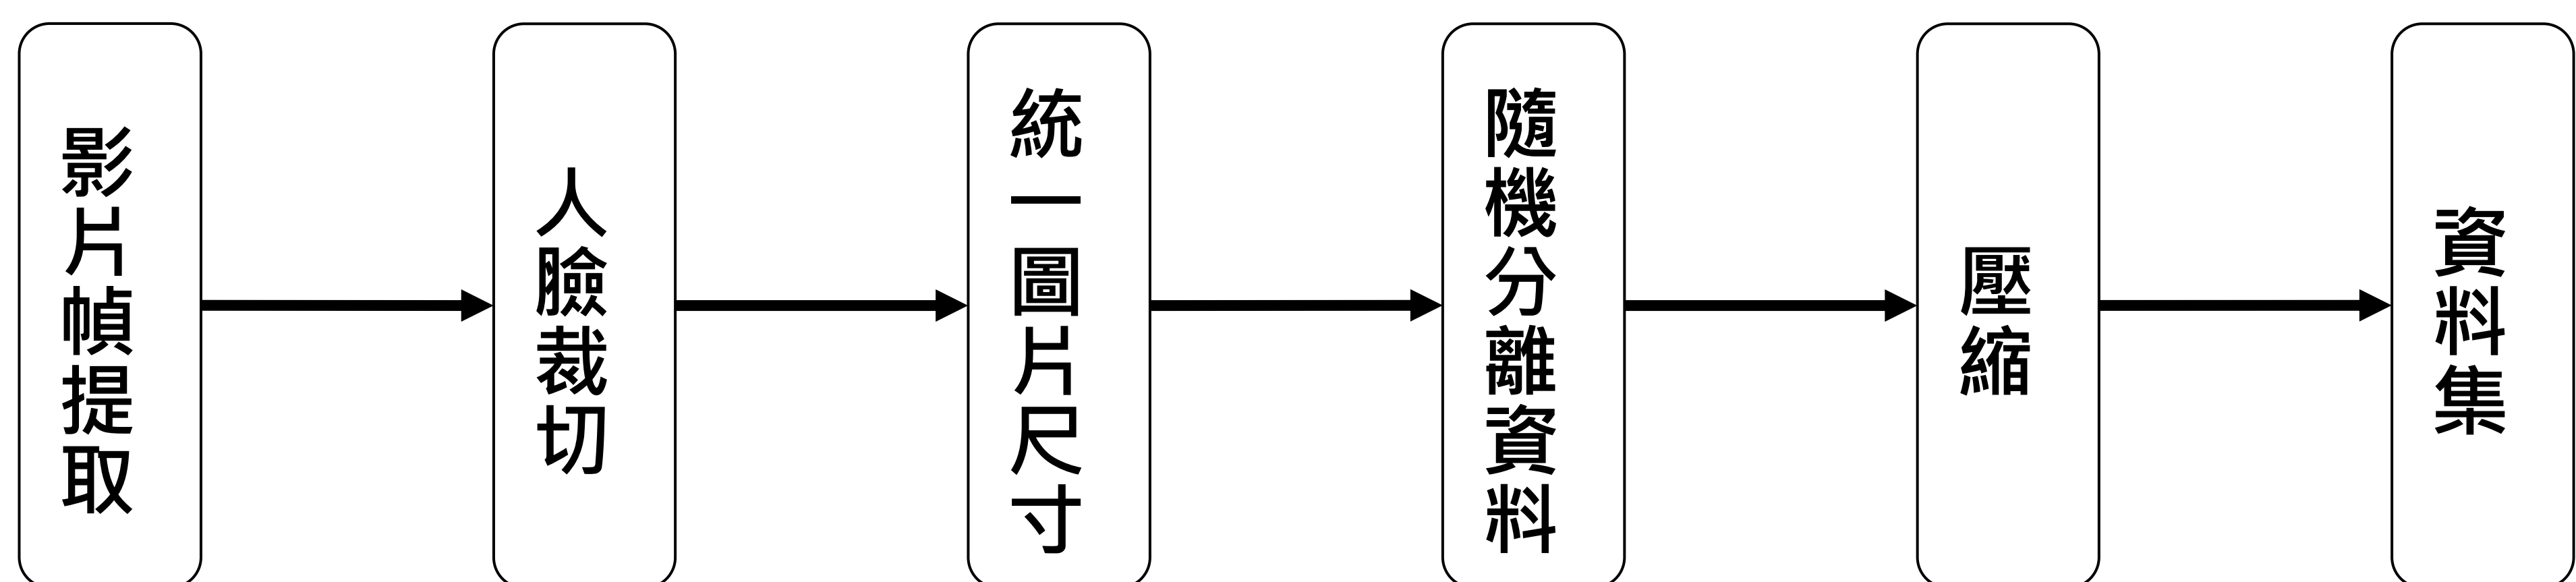 影片幀提取
人臉裁切
統一圖片尺寸
隨機分離資料
壓縮
資料集